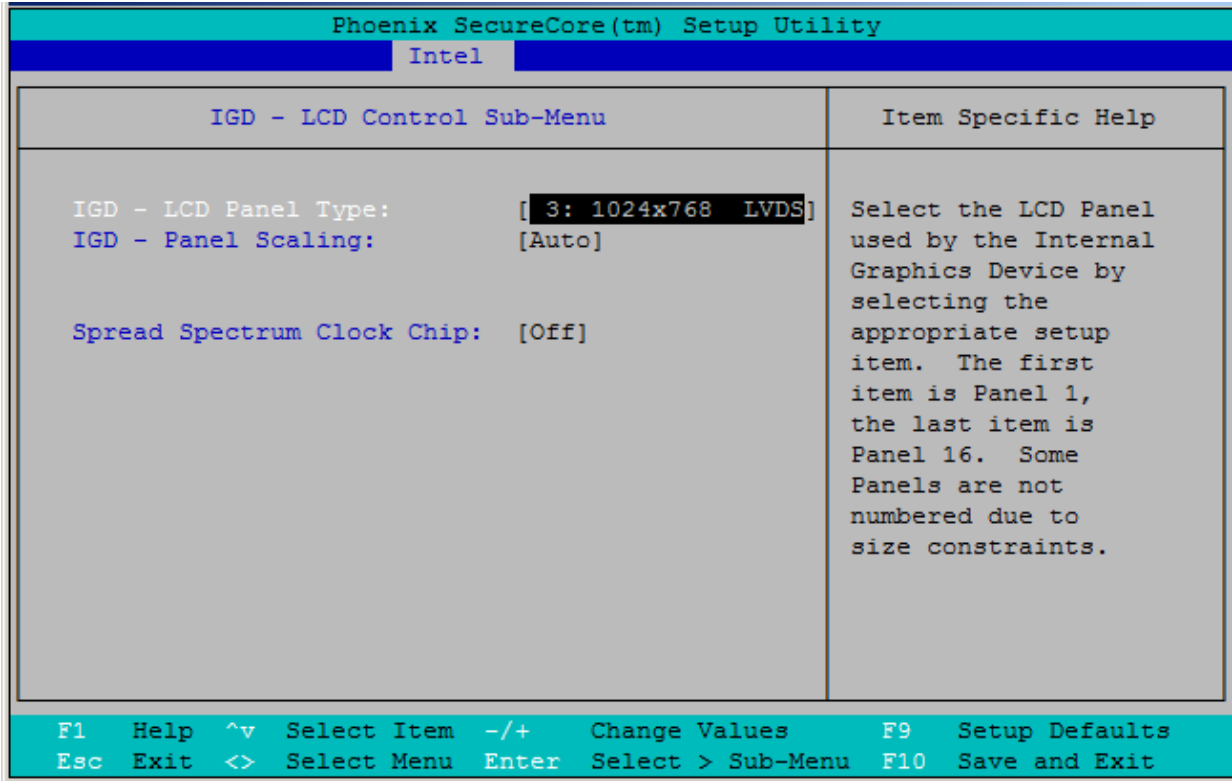 Phoenix SecureCore(tm) Setup Utility
Intel
IGD - LCD Control Sub-Menu
Item Specific Help
IGD - LCD Panel Type: [ 3: 1024x768 LVDS]
IGD - Panel Scaling: [Auto]
Spread Spectrum Clock Chip: [Off]
Select the LCD Panel
used by the Internal
Graphics Device by
selecting the
appropriate setup
item. The first
item is Panel 1,
the last item is
Panel 16. Some
Panels are not
numbered due to
size constraints.
F1 Help ^v Select Item -/+ Change Values F9 Setup Defaults
Esc Exit <> Select Menu Enter Select > Sub-Menu F10 Save and Exit